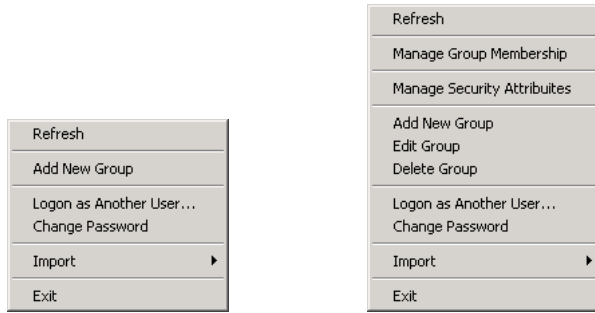 Refresh
Add New Group
Logon as Another User...
Change Password
Import
Exit
Refresh
Manage Group Membership
Manage Security Attribuites
Add New Group
Edit Group
Delete Group
Logon as Another User...
Change Password
Import
Exit